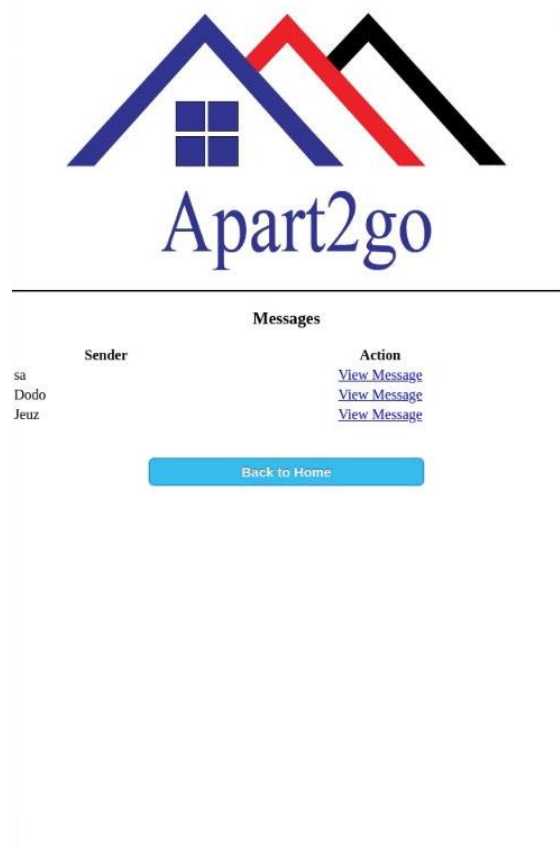 Apart2go
Messages
Sender Action
sa View Message
Dodo View Message
Jeuz View Message
Back to Home